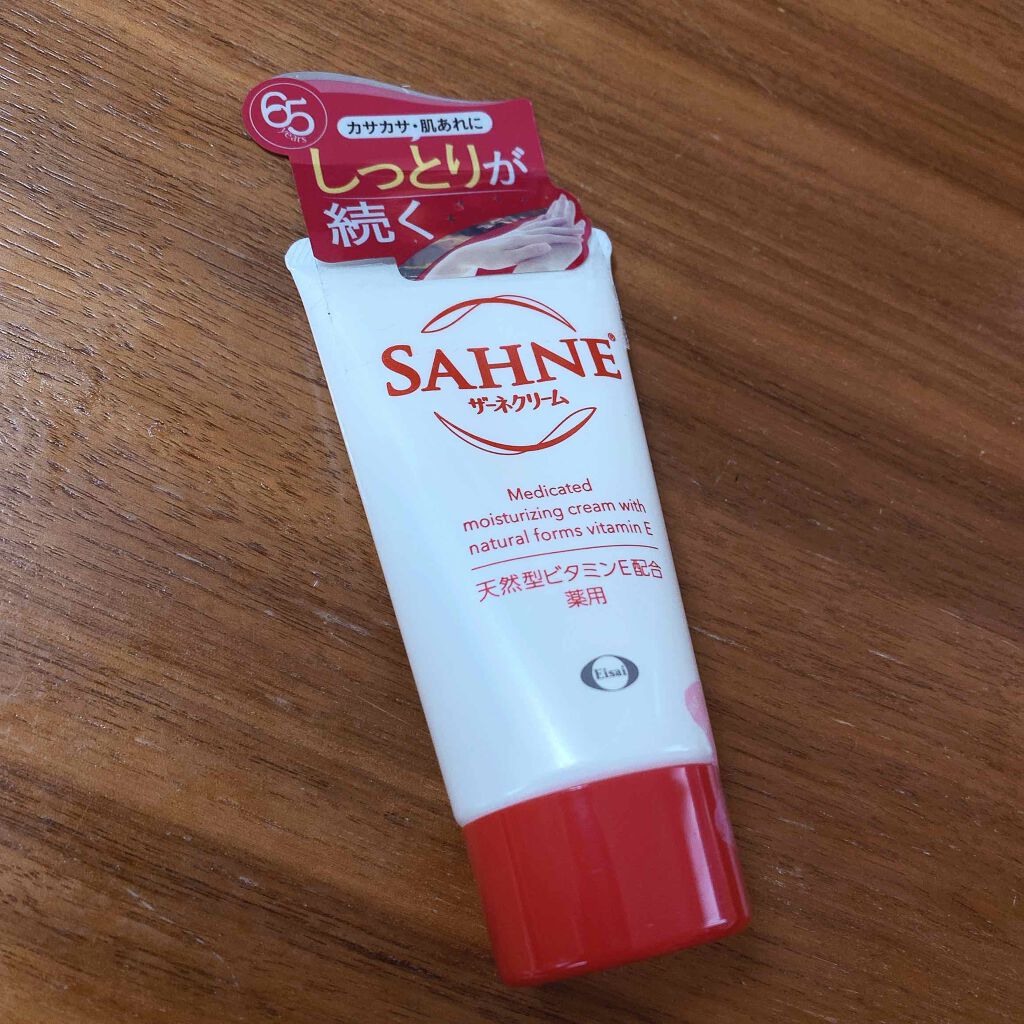 65
years
カサカサ・肌あれに
しっとりが
続く
SAHNE®
ザーネクリーム
Medicated
moisturizing cream with
natural forms vitamin E
天然型ビタミンE配合
薬用
Eisai